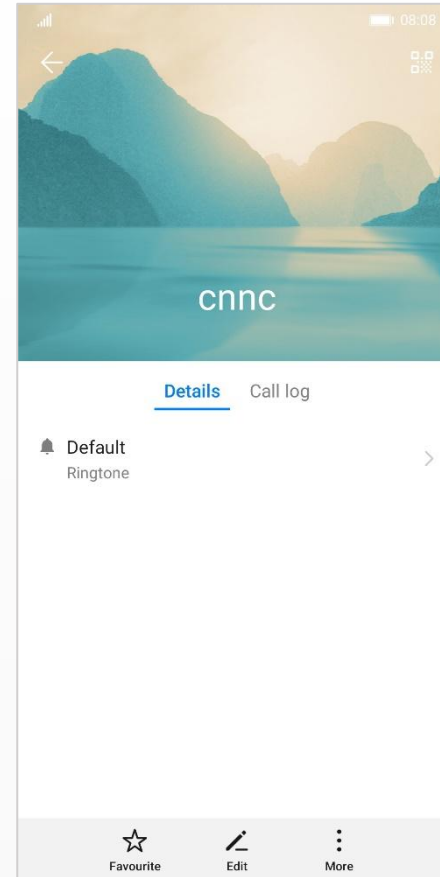 08:08
cnnc
Details Call log
Default
Ringtone
Favourite Edit More